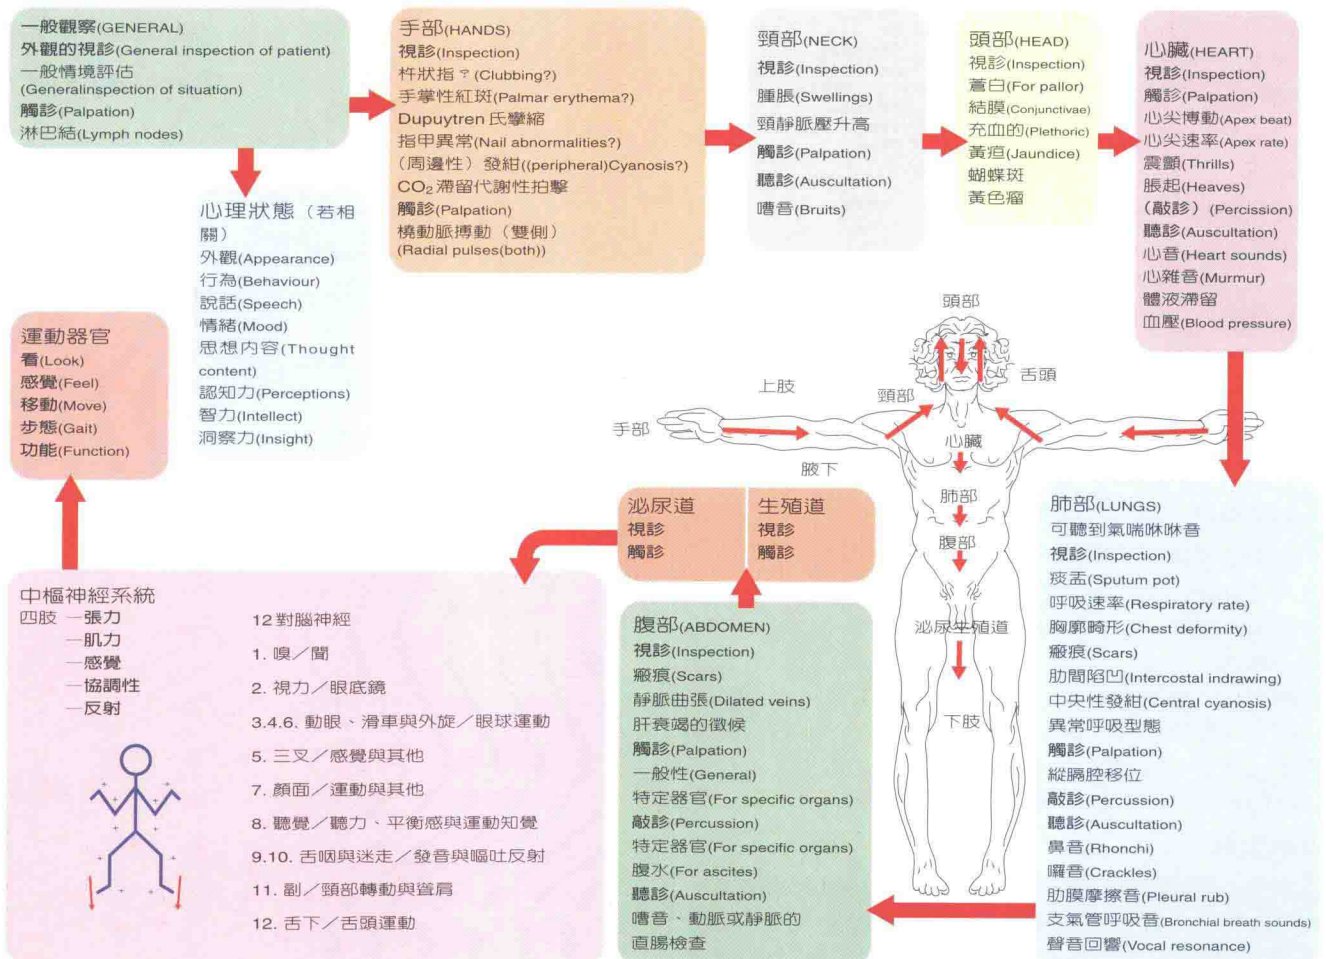 一般觀察(GENERAL)
外觀的視診(General inspection of patient)
一般情境評估
(Generalinspection of situation)
觸診(Palpation)
淋巴結(Lymph nodes)
手部(HANDS)
視診(Inspection)
杵狀指？(Clubbing?)
手掌性紅斑(Palmar erythema?)
Dupuytren 氏攣縮
指甲異常(Nail abnormalities?)
（周邊性）發紺((peripheral)Cyanosis?)
CO₂ 滯留代謝性拍擊
觸診(Palpation)
橈動脈搏動（雙側）
(Radial pulses(both))
頸部(NECK)
視診(Inspection)
腫脹(Swellings)
頸靜脈壓升高
觸診(Palpation)
聽診(Auscultation)
嘈音(Bruits)
頭部(HEAD)
視診(Inspection)
蒼白(For pallor)
結膜(Conjunctivae)
充血的(Plethoric)
黃疸(Jaundice)
蝴蝶斑
黃色瘤
心臟(HEART)
視診(Inspection)
觸診(Palpation)
心尖博動(Apex beat)
心尖速率(Apex rate)
震顫(Thrills)
脹起(Heaves)
（敲診）(Percission)
聽診(Auscultation)
心音(Heart sounds)
心雜音(Murmur)
體液滯留
血壓(Blood pressure)
心理狀態（若相
關）
外觀(Appearance)
行為(Behaviour)
說話(Speech)
情緒(Mood)
思想內容(Thought
content)
認知力(Perceptions)
智力(Intellect)
洞察力(Insight)
運動器官
看(Look)
感覺(Feel)
移動(Move)
步態(Gait)
功能(Function)
頭部
舌頭
上肢
頸部
手部
心臟
腋下
肺部
腹部
泌尿生殖道
下肢
肺部(LUNGS)
可聽到氣喘咻咻音
視診(Inspection)
痰盂(Sputum pot)
呼吸速率(Respiratory rate)
胸廓畸形(Chest deformity)
瘢痕(Scars)
肋間陷凹(Intercostal indrawing)
中央性發紺(Central cyanosis)
異常呼吸型態
觸診(Palpation)
縱膈腔移位
敲診(Percussion)
聽診(Auscultation)
鼻音(Rhonchi)
囉音(Crackles)
肋膜摩擦音(Pleural rub)
支氣管呼吸音(Bronchial breath sounds)
聲音回響(Vocal resonance)
泌尿道
視診
觸診
生殖道
視診
觸診
腹部(ABDOMEN)
視診(Inspection)
瘢痕(Scars)
靜脈曲張(Dilated veins)
肝衰竭的徵候
觸診(Palpation)
一般性(General)
特定器官(For specific organs)
敲診(Percussion)
特定器官(For specific organs)
腹水(For ascites)
聽診(Auscultation)
嘈音、動脈或靜脈的
直腸檢查
中樞神經系統
四肢 —張力
—肌力
—感覺
—協調性
—反射
12 對腦神經
1. 嗅／聞
2. 視力／眼底鏡
3.4.6. 動眼、滑車與外旋／眼球運動
5. 三叉／感覺與其他
7. 顏面／運動與其他
8. 聽覺／聽力、平衡感與運動知覺
9.10. 舌咽與迷走／發音與嘔吐反射
11. 副／頸部轉動與聳肩
12. 舌下／舌頭運動